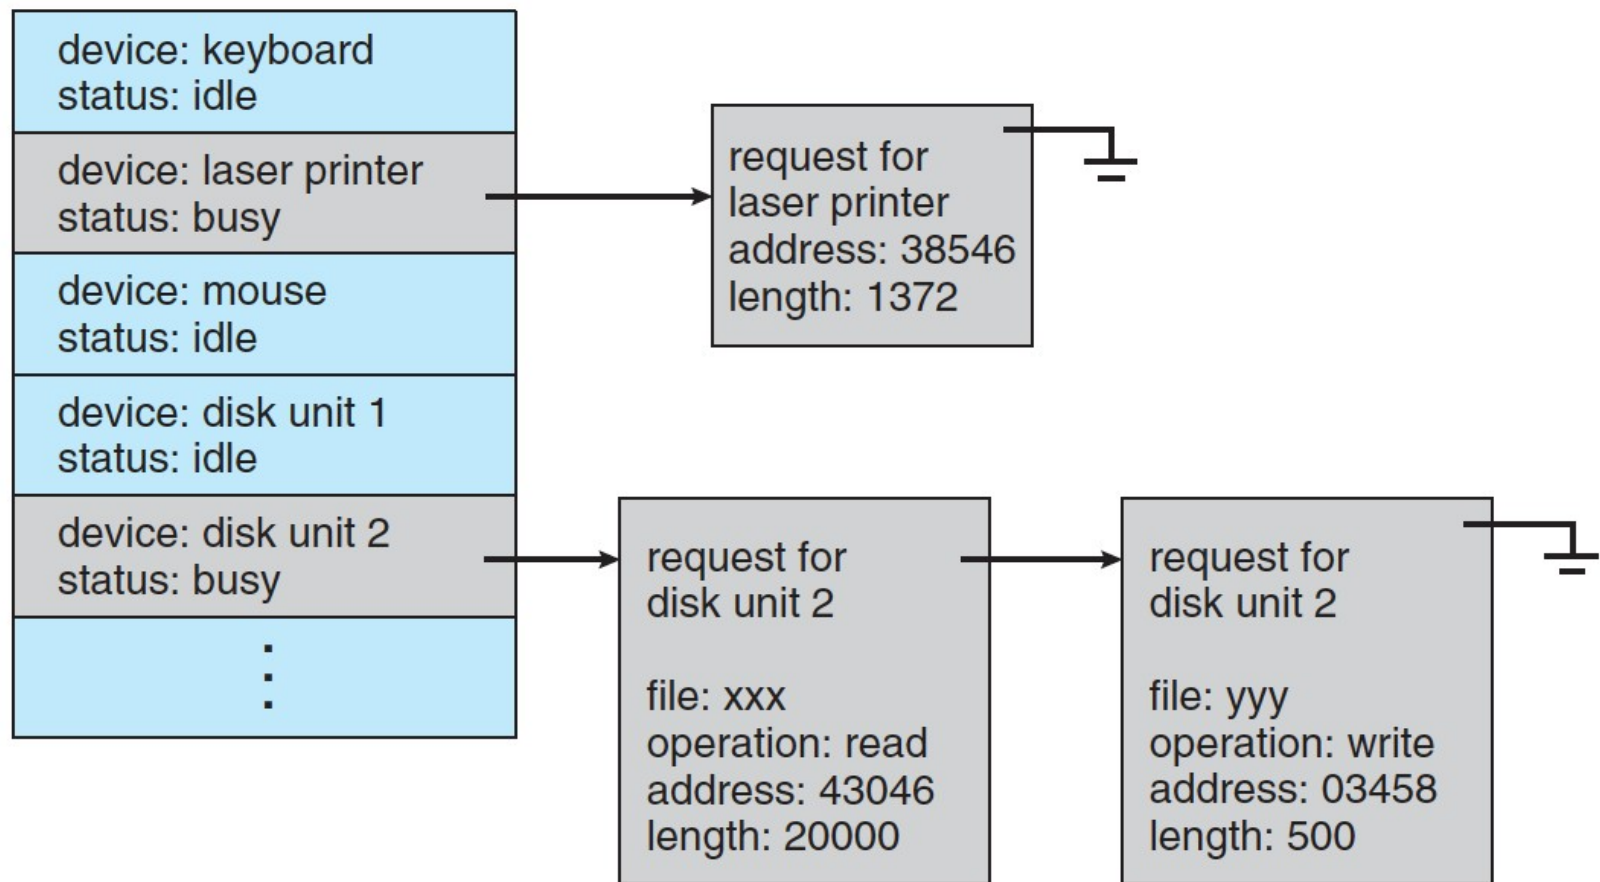 device: keyboard
status: idle
device: laser printer
status: busy
device: mouse
status: idle
device: disk unit 1
status: idle
device: disk unit 2
status: busy
request for
laser printer
address: 38546
length: 1372
request for
disk unit 2
file: xxx
operation: read
address: 43046
length: 20000
request for
disk unit 2
file: yyy
operation: write
address: 03458
length: 500